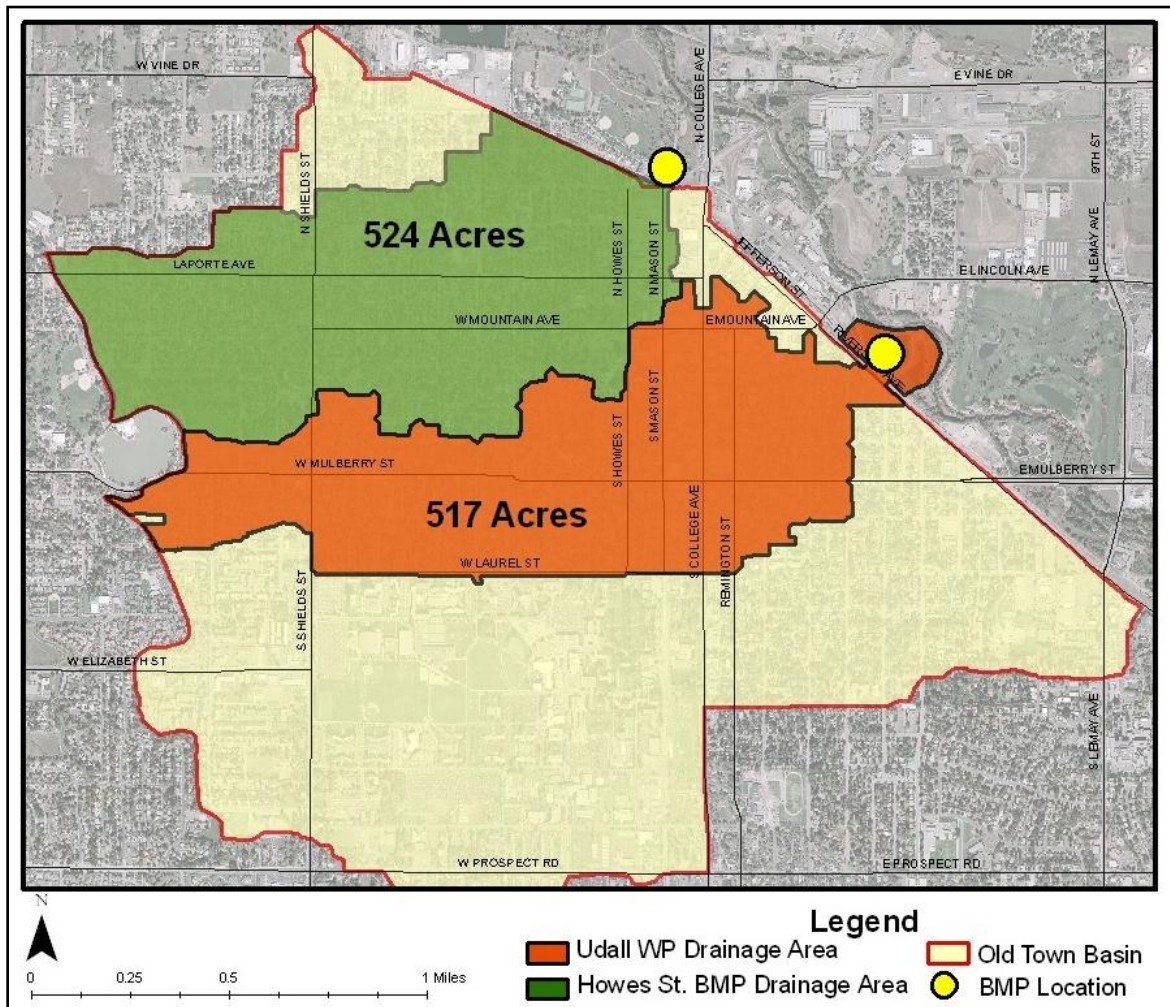 W VINE DR
E VINE DR
N COLLEGE AVE
9TH ST
N SHIELDS ST
524 Acres
N HOWES ST
N MASON ST
JEFFERSON ST
N LEMAY AVE
LAPORTE AVE
E LINCOLN AVE
W MOUNTAIN AVE
E MOUNTAIN AVE
S MASON ST
S HOWES ST
W MULBERRY ST
E MULBERRY ST
517 Acres
S COLLEGE AVE
REMINGTON ST
W LAUREL ST
S SHIELDS ST
W ELIZABETH ST
S LEMAY AVE
W PROSPECT RD
E PROSPECT RD
N
0 0.25 0.5 1 Miles
Legend
Udall WP Drainage Area
Old Town Basin
Howes St. BMP Drainage Area
BMP Location